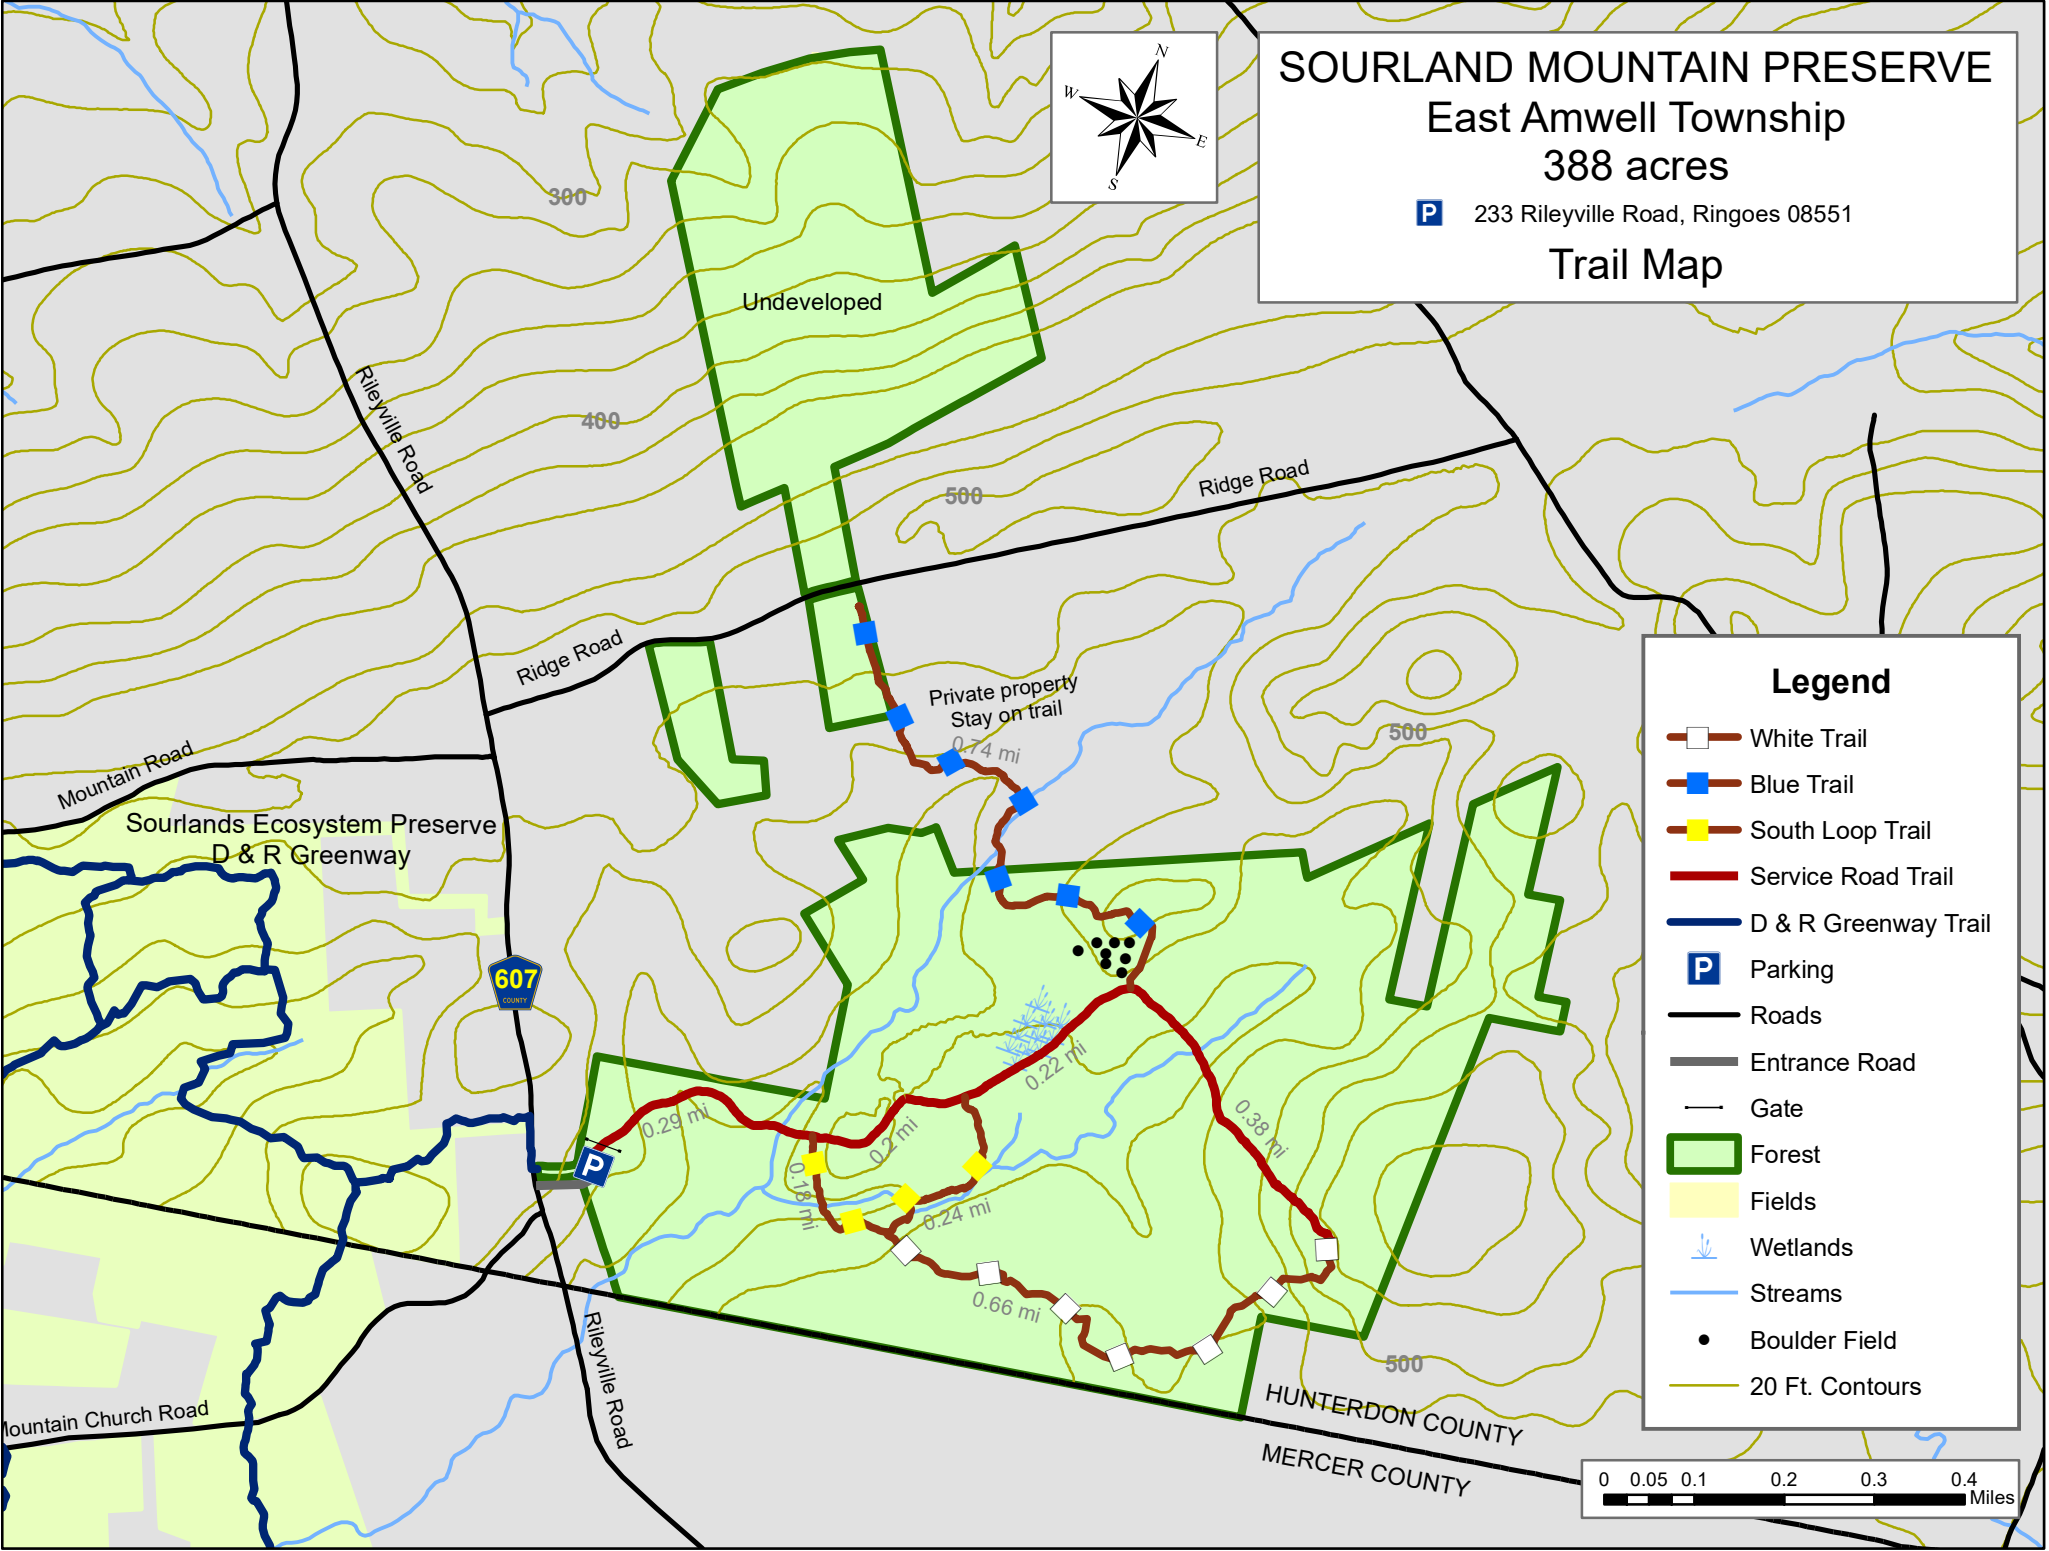 SOURLAND MOUNTAIN PRESERVE
East Amwell Township
388 acres
P 233 Rileyville Road, Ringoes 08551
Trail Map
N
W
E
S
300
Undeveloped
Rileyville Road
400
500
Ridge Road
Ridge Road
Private property
Stay on trail
0.74 mi
500
Mountain Road
Sourlands Ecosystem Preserve
D & R Greenway
607
COUNTY
0.22 mi
0.29 mi
0.2 mi
0.38 mi
P
0.18 mi
0.24 mi
0.66 mi
500
Rileyville Road
Mountain Church Road
HUNTERDON COUNTY
MERCER COUNTY
Legend
White Trail
Blue Trail
South Loop Trail
Service Road Trail
D & R Greenway Trail
P Parking
Roads
Entrance Road
Gate
Forest
Fields
Wetlands
Streams
Boulder Field
20 Ft. Contours
0 0.05 0.1 0.2 0.3 0.4
Miles